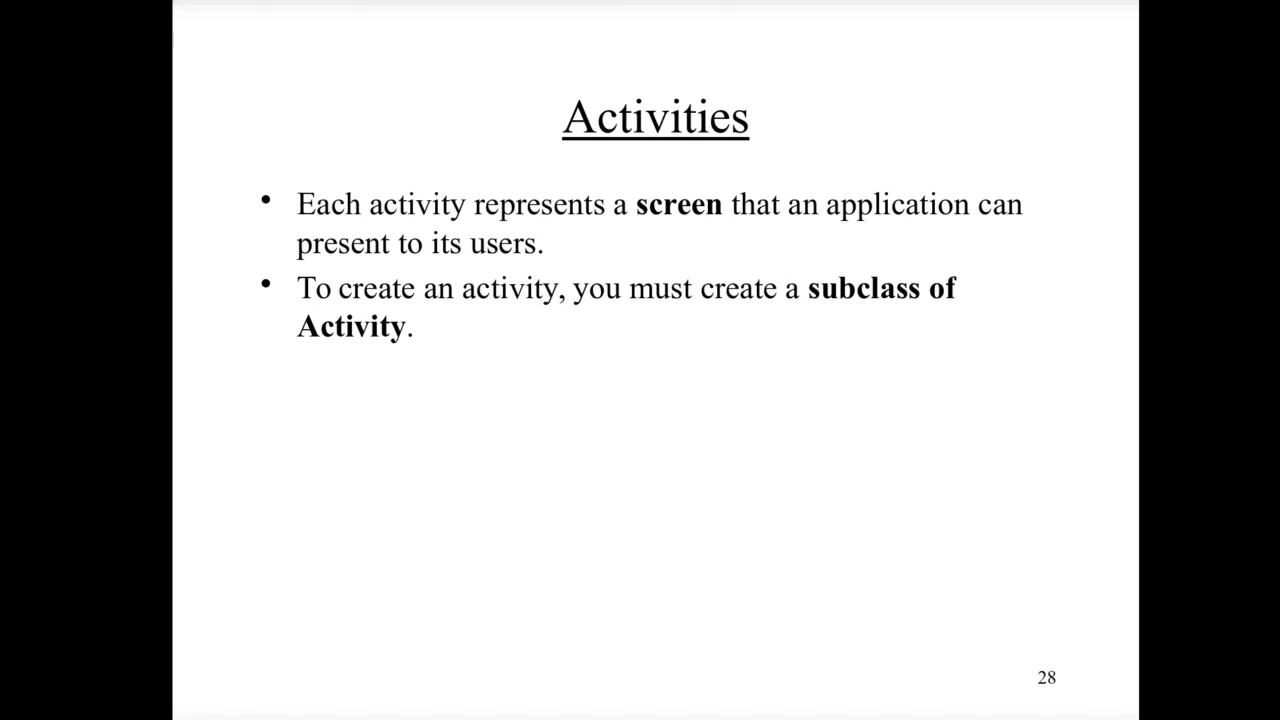 Activities
• Each activity represents a screen that an application can
present to its users.
• To create an activity, you must create a subclass of
Activity.
28